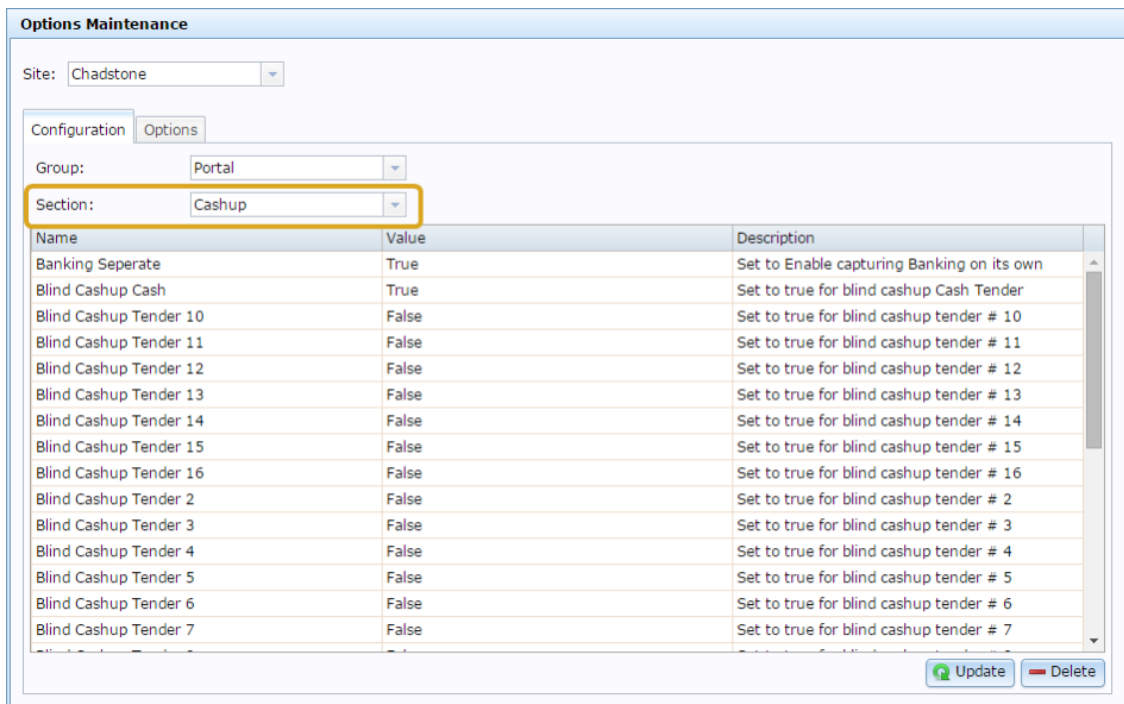 Options Maintenance
Site: Chadstone
Configuration Options
Group: Portal
Section: Cashup
Name Value Description
Banking Seperate True Set to Enable capturing Banking on its own
Blind Cashup Cash True Set to true for blind cashup Cash Tender
Blind Cashup Tender 10 False Set to true for blind cashup tender # 10
Blind Cashup Tender 11 False Set to true for blind cashup tender # 11
Blind Cashup Tender 12 False Set to true for blind cashup tender # 12
Blind Cashup Tender 13 False Set to true for blind cashup tender # 13
Blind Cashup Tender 14 False Set to true for blind cashup tender # 14
Blind Cashup Tender 15 False Set to true for blind cashup tender # 15
Blind Cashup Tender 16 False Set to true for blind cashup tender # 16
Blind Cashup Tender 2 False Set to true for blind cashup tender # 2
Blind Cashup Tender 3 False Set to true for blind cashup tender # 3
Blind Cashup Tender 4 False Set to true for blind cashup tender # 4
Blind Cashup Tender 5 False Set to true for blind cashup tender # 5
Blind Cashup Tender 6 False Set to true for blind cashup tender # 6
Blind Cashup Tender 7 False Set to true for blind cashup tender # 7
Update Delete